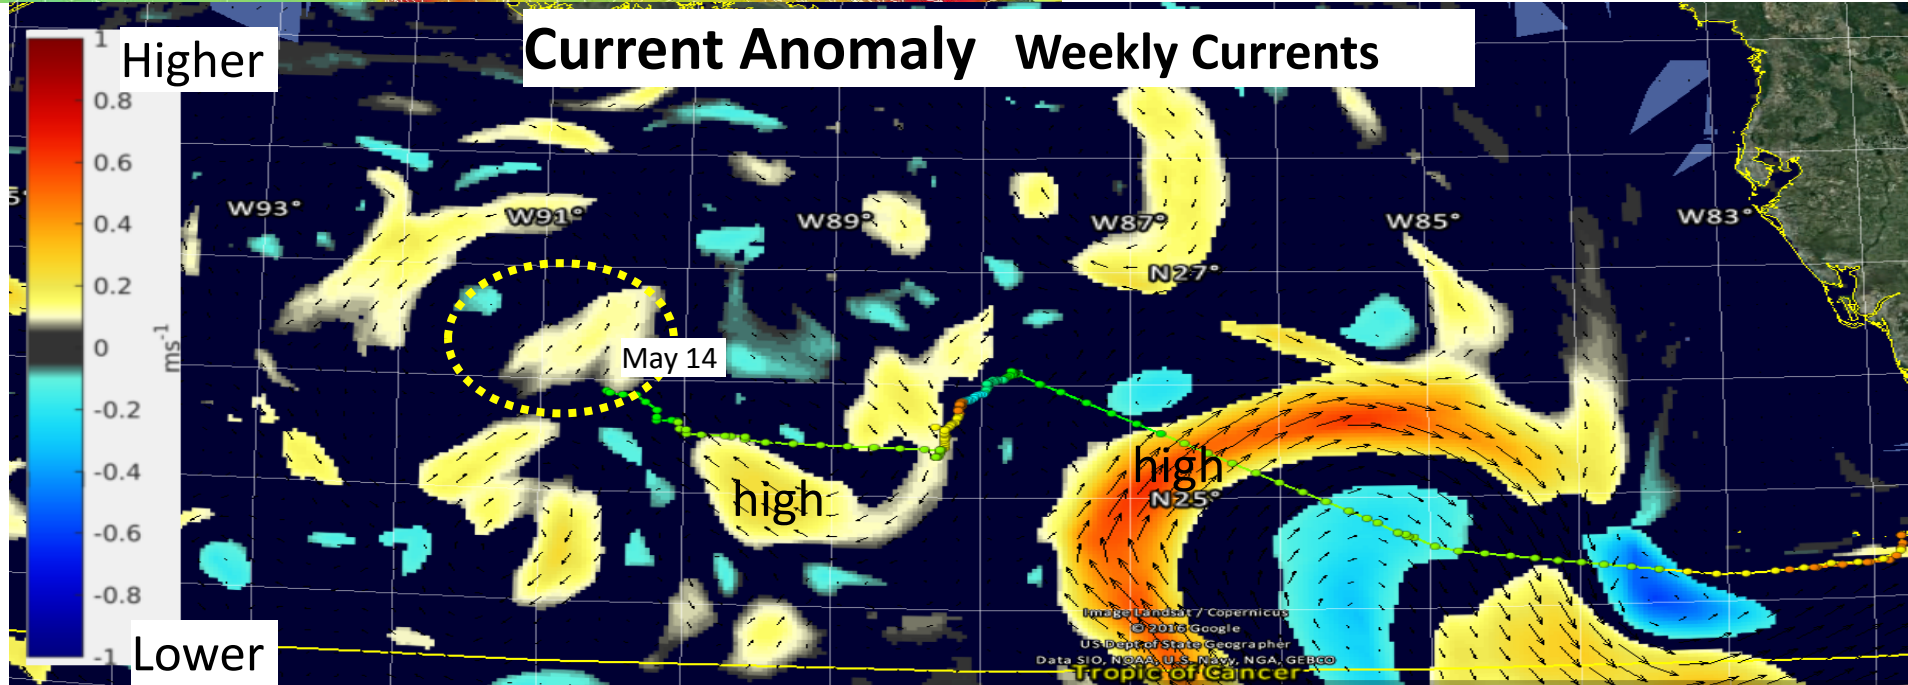 Current Anomaly Weekly Currents
Higher
1
0.8
0.6
0.4
0.2
0
-0.2
-0.4
-0.6
-0.8
-1
ms-1
Lower
5°
W93°
W91°
W89°
W87°
W85°
W83°
N27°
May 14
high
high
N25°
Image Landsat / Copernicus
© 2016 Google
US Dept of State Geographer
Data SIO, NOAA, U.S. Navy, NGA, GEBCO
Tropic of Cancer